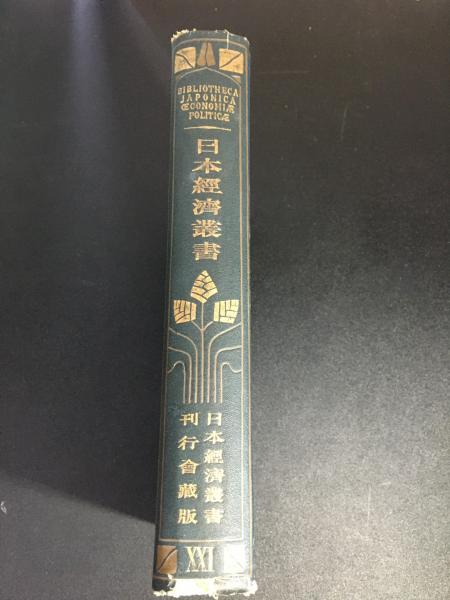 BIBLIOTHECA
JAPONICA
ŒCONOMIÆ
POLITICÆ
日本經濟叢書
日本經濟叢書
刊行會藏版
XXI